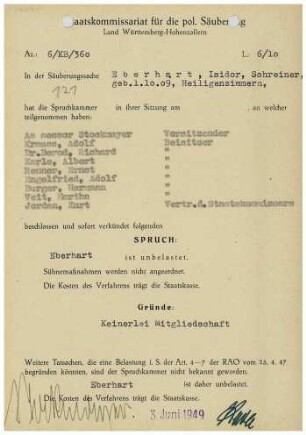 Staatskommissariat für die pol. Säuberung
Land Württemberg-Hohenzollern
Az.: 6/KB/360
L/6/10
In der Säuberungssache Eberhart, Isidor, Schreiner,
geb.1.10.09, Heiligenzimmern,
121
hat die Spruchkammer in ihrer Sitzung am , an welcher
teilgenommen haben:
Assessor Stockmayer Vorsitzender
Krauss, Adolf Beisitzer
Dr. Richard "
Karle, Albert "
Renner, Ernst "
Engelfried, Adolf "
Burger, Hermann "
Veit, Martha "
Jordan, Kurt Vertr.d.Staatskommissars
beschlossen und sofort verkündet folgenden
SPRUCH:
Eberhart ist unbelastet.
Sühnemaßnahmen werden nicht angeordnet.
Die Kosten des Verfahrens trägt die Staatskasse.
Gründe:
Keinerlei Mitgliedschaft
Weitere Tatsachen, die eine Belastung i. S. der Art. 4–7 der RAO vom 25. 4. 47
begründen könnten, sind der Spruchkammer nicht bekannt geworden.
Eberhart ist daher unbelastet.
Die Kosten des Verfahrens trägt die Staatskasse.
3. Juni 1949